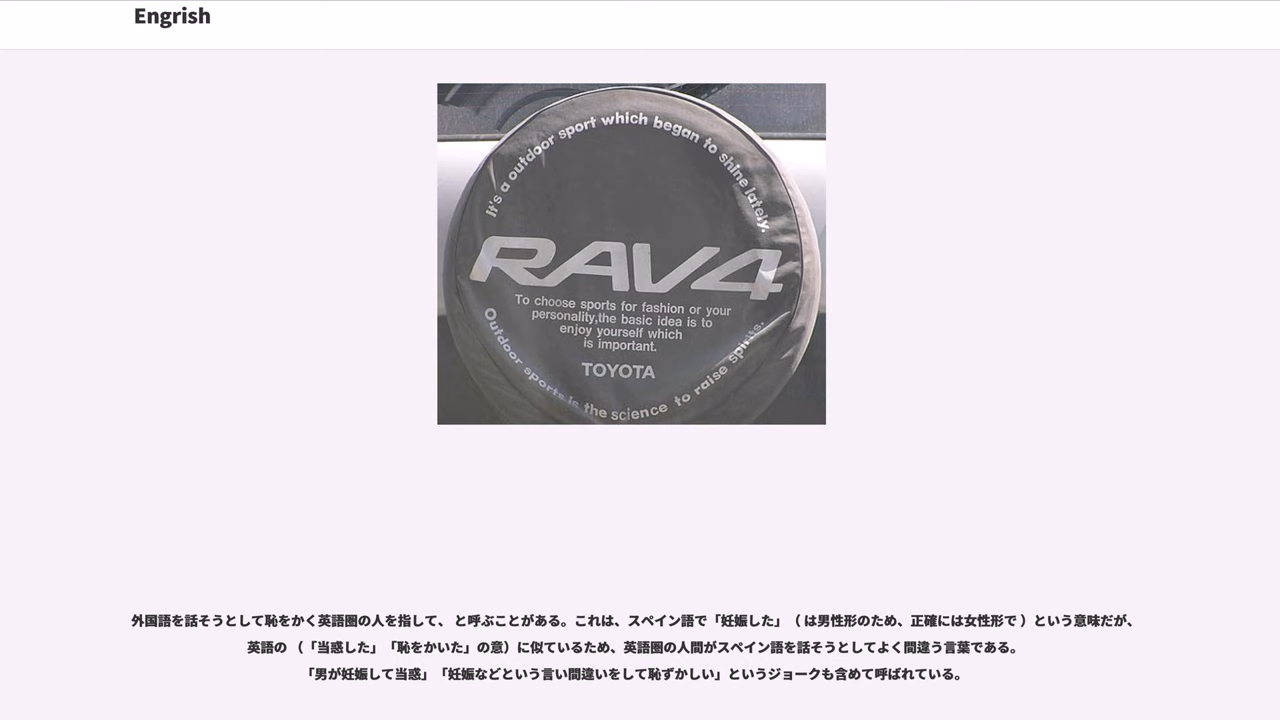 Engrish
It's a outdoor sport which began to shine lately.
RAV4
To choose sports for fashion or your
personality,the basic idea is to
enjoy yourself which
is important.
TOYOTA
Outdoor sports is the science to raise spirits.
外国語を話そうとして恥をかく英語圏の人を指して、 と呼ぶことがある。これは、スペイン語で「妊娠した」（ は男性形のため、正確には女性形で ）という意味だが、
英語の （「当惑した」「恥をかいた」の意）に似ているため、英語圏の人間がスペイン語を話そうとしてよく間違う言葉である。
「男が妊娠して当惑」「妊娠などという言い間違いをして恥ずかしい」というジョークも含めて呼ばれている。